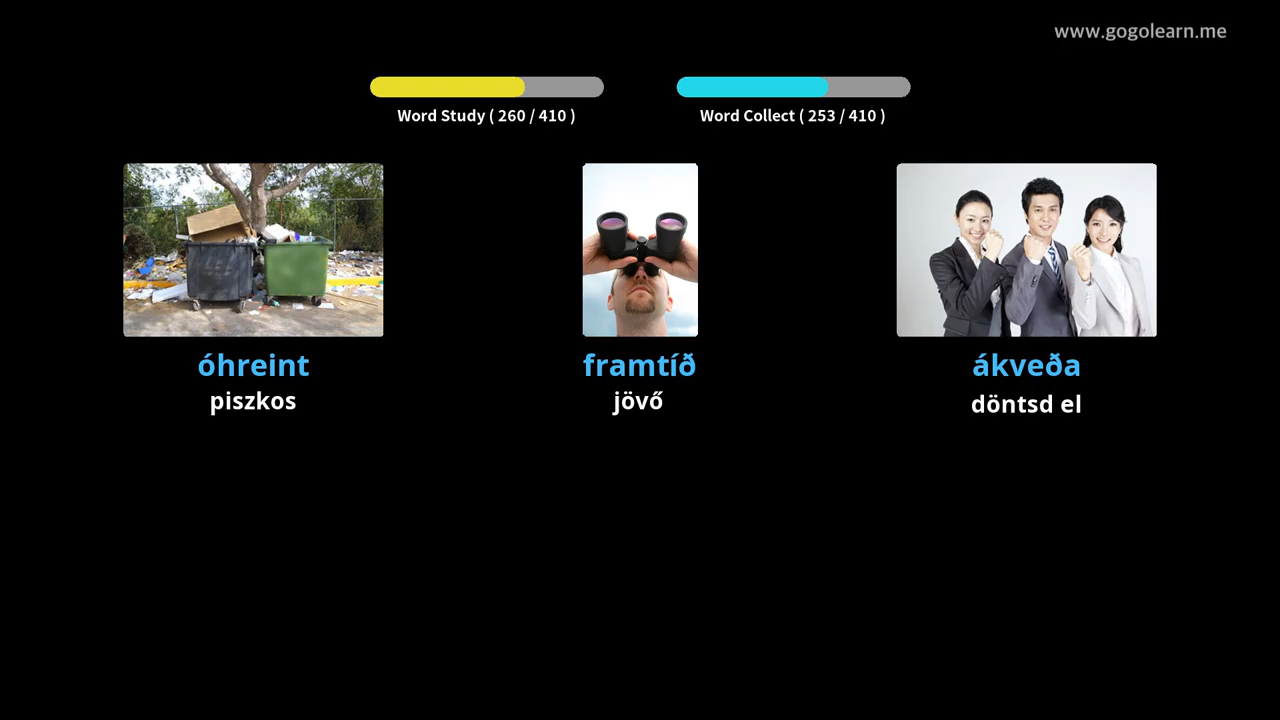 www.gogolearn.me
Word Study ( 260 / 410 )
Word Collect ( 253 / 410 )
óhreint
piszkos
framtíð
jövő
ákveða
döntsd el